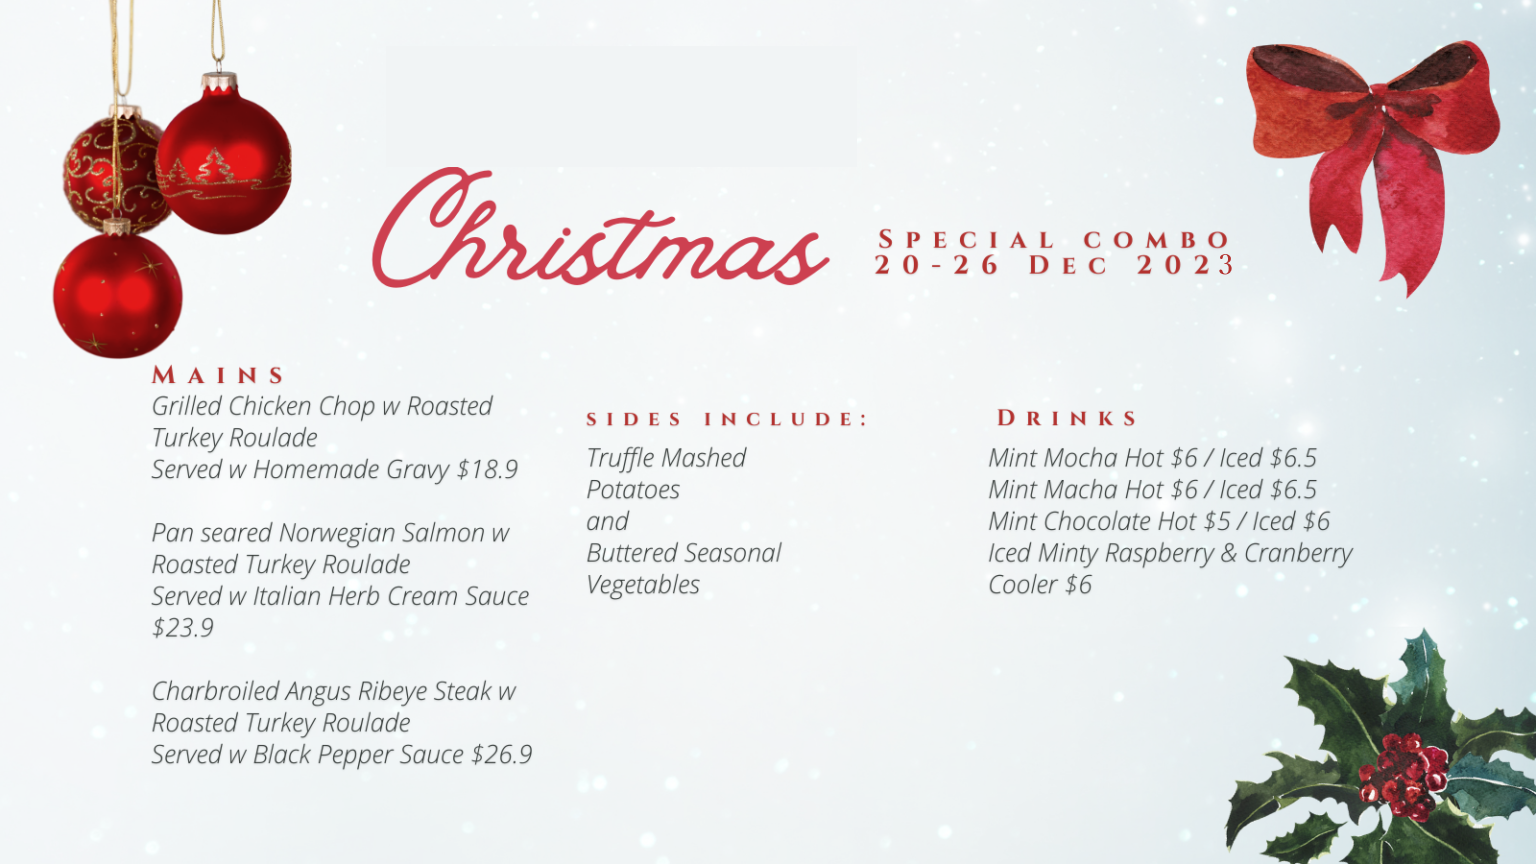 Christmas
Special combo
20-26 Dec 2023
Mains
Grilled Chicken Chop w Roasted
Turkey Roulade
Served w Homemade Gravy $18.9
Pan seared Norwegian Salmon w
Roasted Turkey Roulade
Served w Italian Herb Cream Sauce
$23.9
Charbroiled Angus Ribeye Steak w
Roasted Turkey Roulade
Served w Black Pepper Sauce $26.9
sides include:
Truffle Mashed
Potatoes
and
Buttered Seasonal
Vegetables
Drinks
Mint Mocha Hot $6 / Iced $6.5
Mint Macha Hot $6 / Iced $6.5
Mint Chocolate Hot $5 / Iced $6
Iced Minty Raspberry & Cranberry
Cooler $6